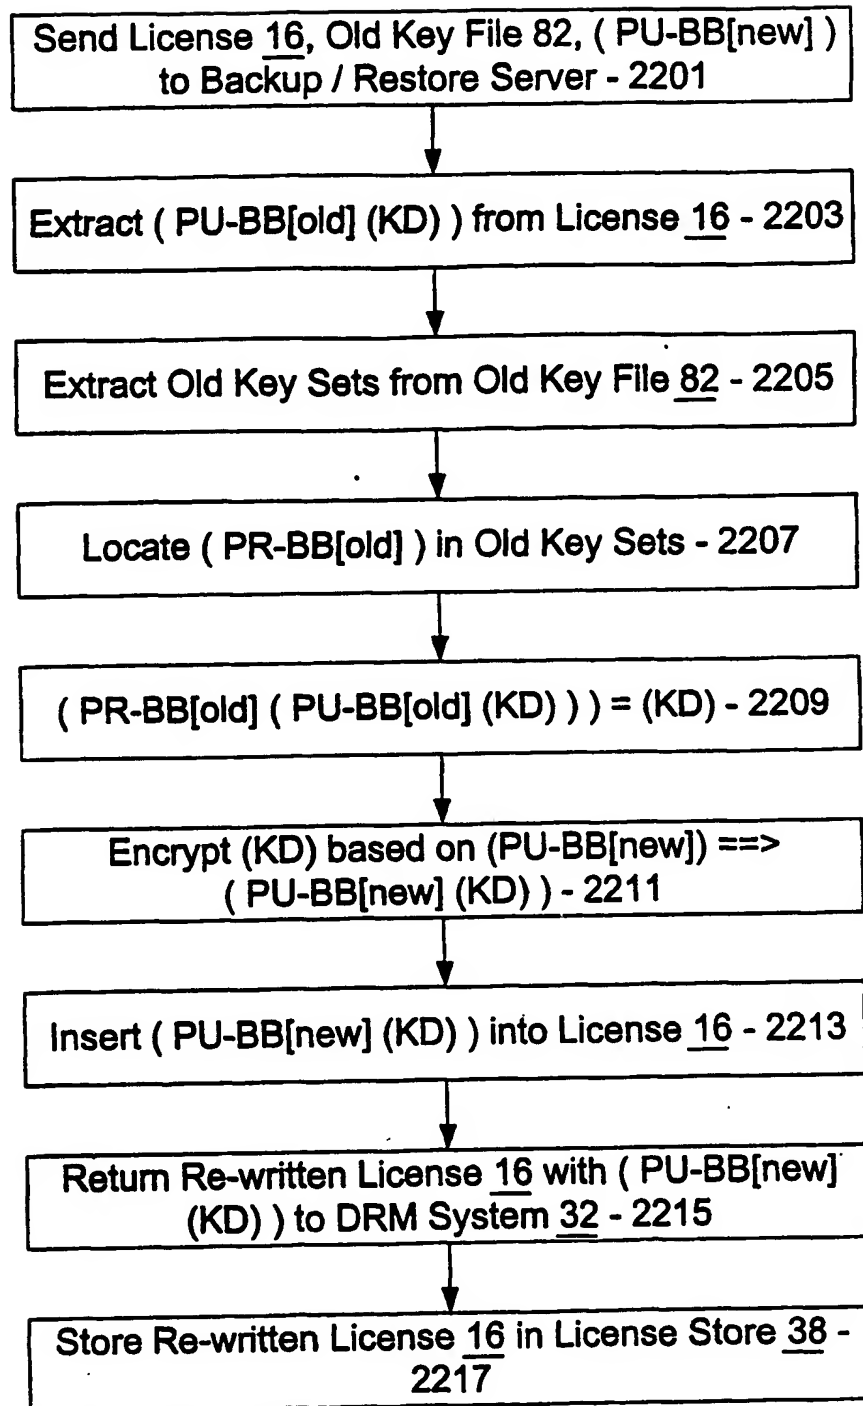 Send License 16, Old Key File 82, ( PU-BB[new] )
to Backup / Restore Server - 2201
Extract ( PU-BB[old] (KD) ) from License 16 - 2203
Extract Old Key Sets from Old Key File 82 - 2205
Locate ( PR-BB[old] ) in Old Key Sets - 2207
( PR-BB[old] ( PU-BB[old] (KD) ) ) = (KD) - 2209
Encrypt (KD) based on (PU-BB[new]) ==>
( PU-BB[new] (KD) ) - 2211
Insert ( PU-BB[new] (KD) ) into License 16 - 2213
Return Re-written License 16 with ( PU-BB[new]
(KD) ) to DRM System 32 - 2215
Store Re-written License 16 in License Store 38 -
2217